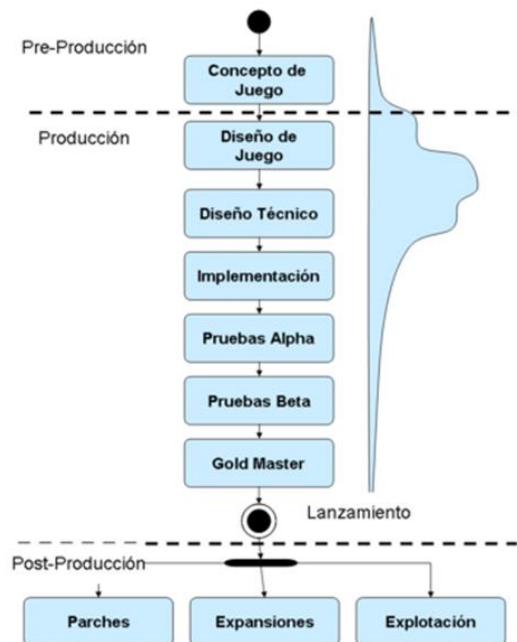 Pre-Producción
Concepto de
Juego
Producción
Diseño de
Juego
Diseño Técnico
Implementación
Pruebas Alpha
Pruebas Beta
Gold Master
Lanzamiento
Post-Producción
Parches
Expansiones
Explotación